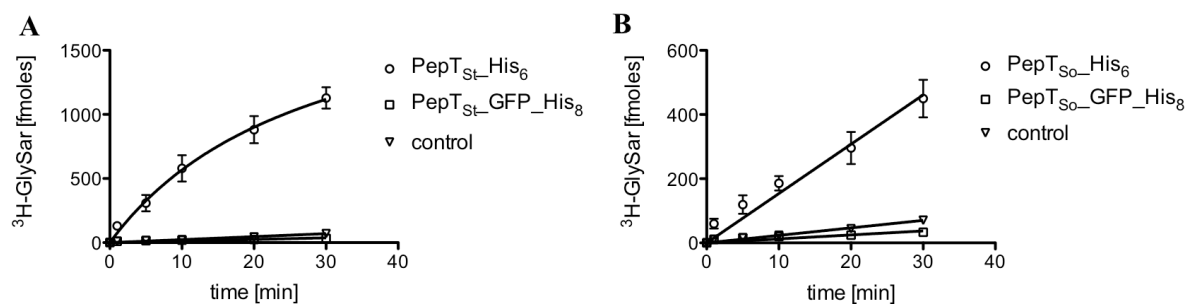 A
³H-GlySar [fmoles]
1500
1000
500
0
0 10 20 30 40
time [min]
PepT_St_His₆
PepT_St_GFP_His₈
control
B
³H-GlySar [fmoles]
600
400
200
0
0 10 20 30 40
time [min]
PepT_So_His₆
PepT_So_GFP_His₈
control